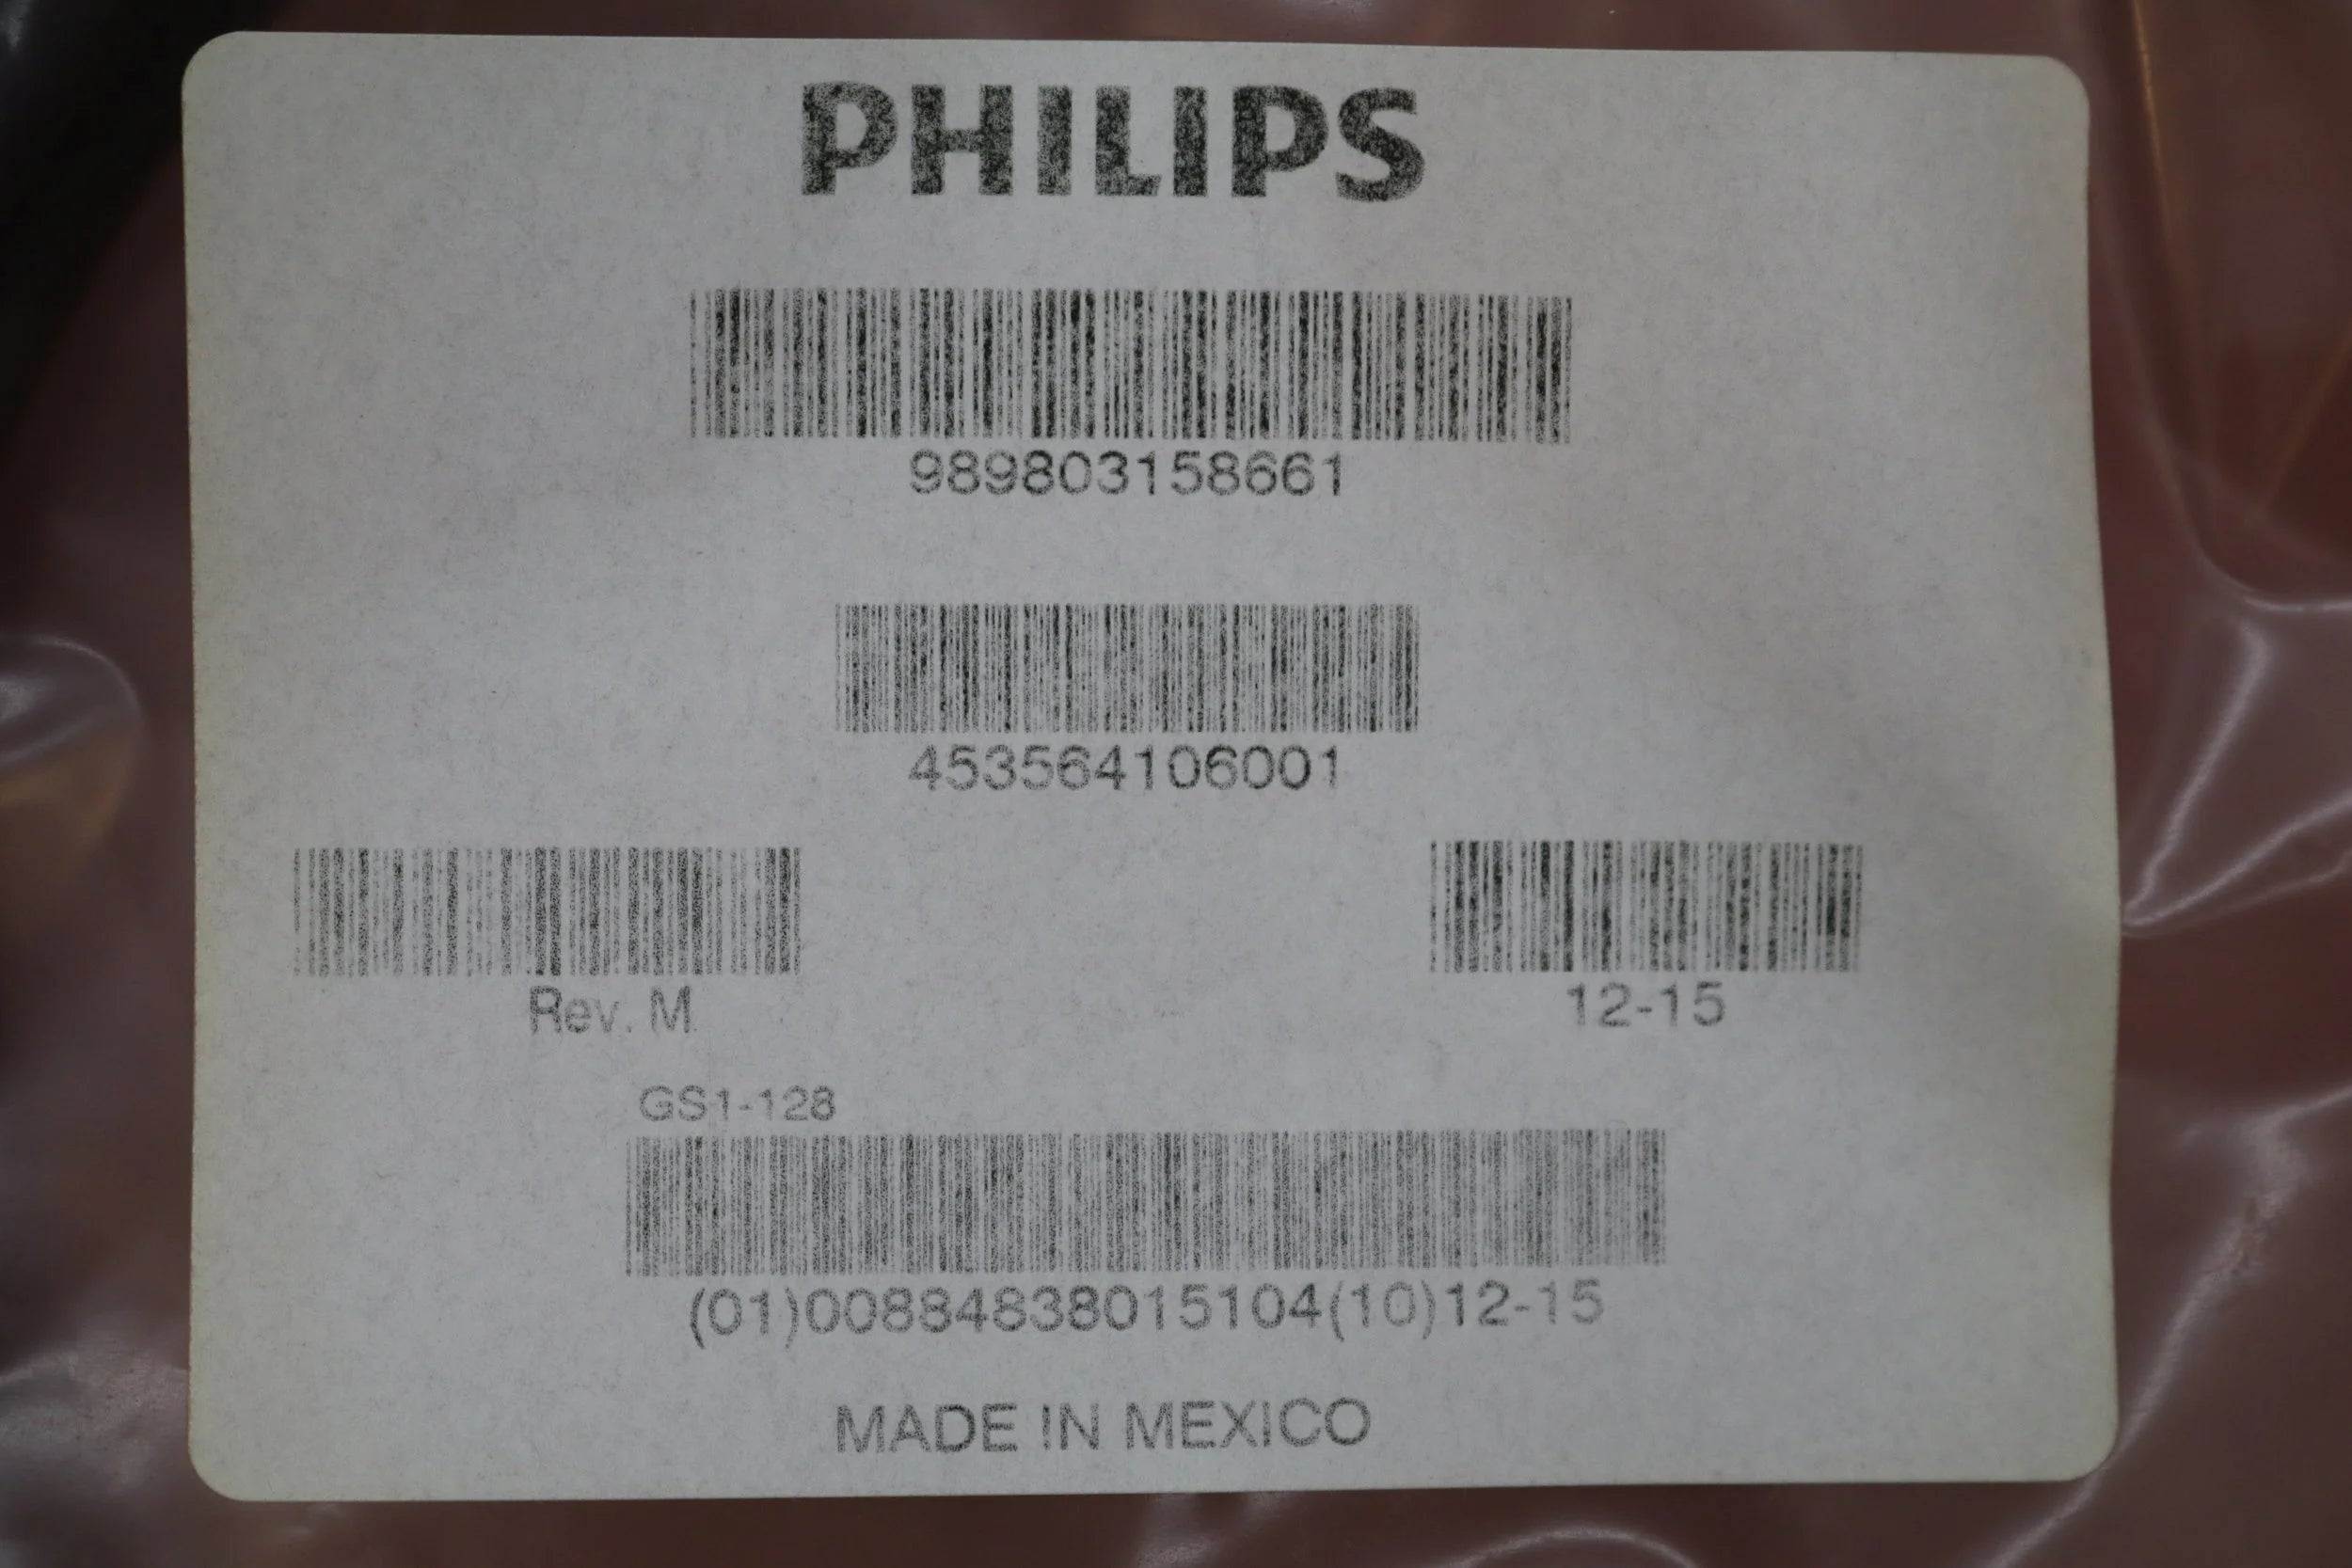 PHILIPS
989803158661
453564106001
Rev. M
12-15
GS1-128
(01)00884838015104(10)12-15
MADE IN MEXICO